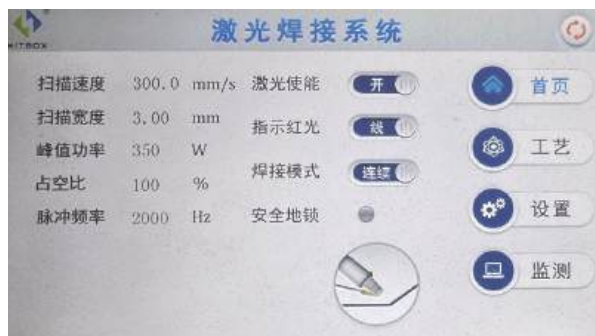 激光焊接系统
HITBOX
扫描速度 300.0 mm/s 激光使能 开 首页
扫描宽度 3.00 mm 指示红光 线 工艺
峰值功率 350 W 焊接模式 连续
占空比 100 % 设置
脉冲频率 2000 Hz 安全地锁
监测